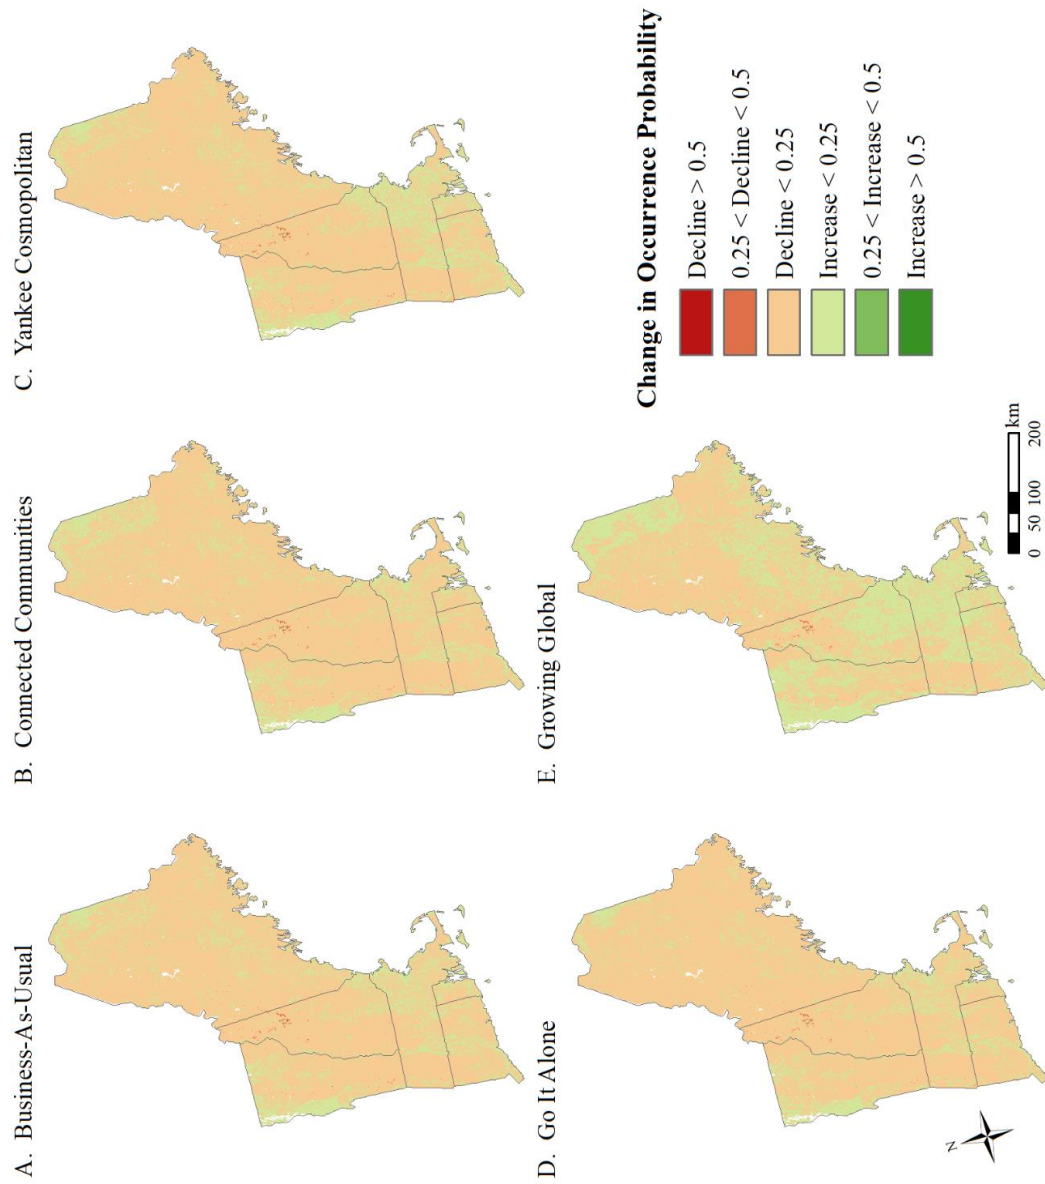 A. Business-As-Usual
B. Connected Communities
C. Yankee Cosmopolitan
D. Go It Alone
E. Growing Global
Change in Occurrence Probability
Decline > 0.5
0.25 < Decline < 0.5
Decline < 0.25
Increase < 0.25
0.25 < Increase < 0.5
Increase > 0.5
N
km
0 50 100 200